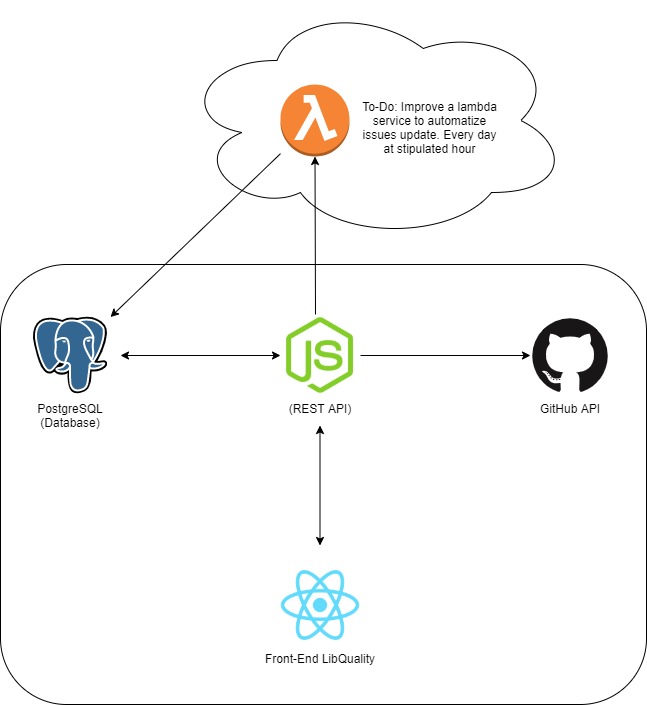 To-Do: Improve a lambda
service to automatize
issues update. Every day
at stipulated hour
JS
PostgreSQL
(Database)
(REST API)
GitHub API
Front-End LibQuality